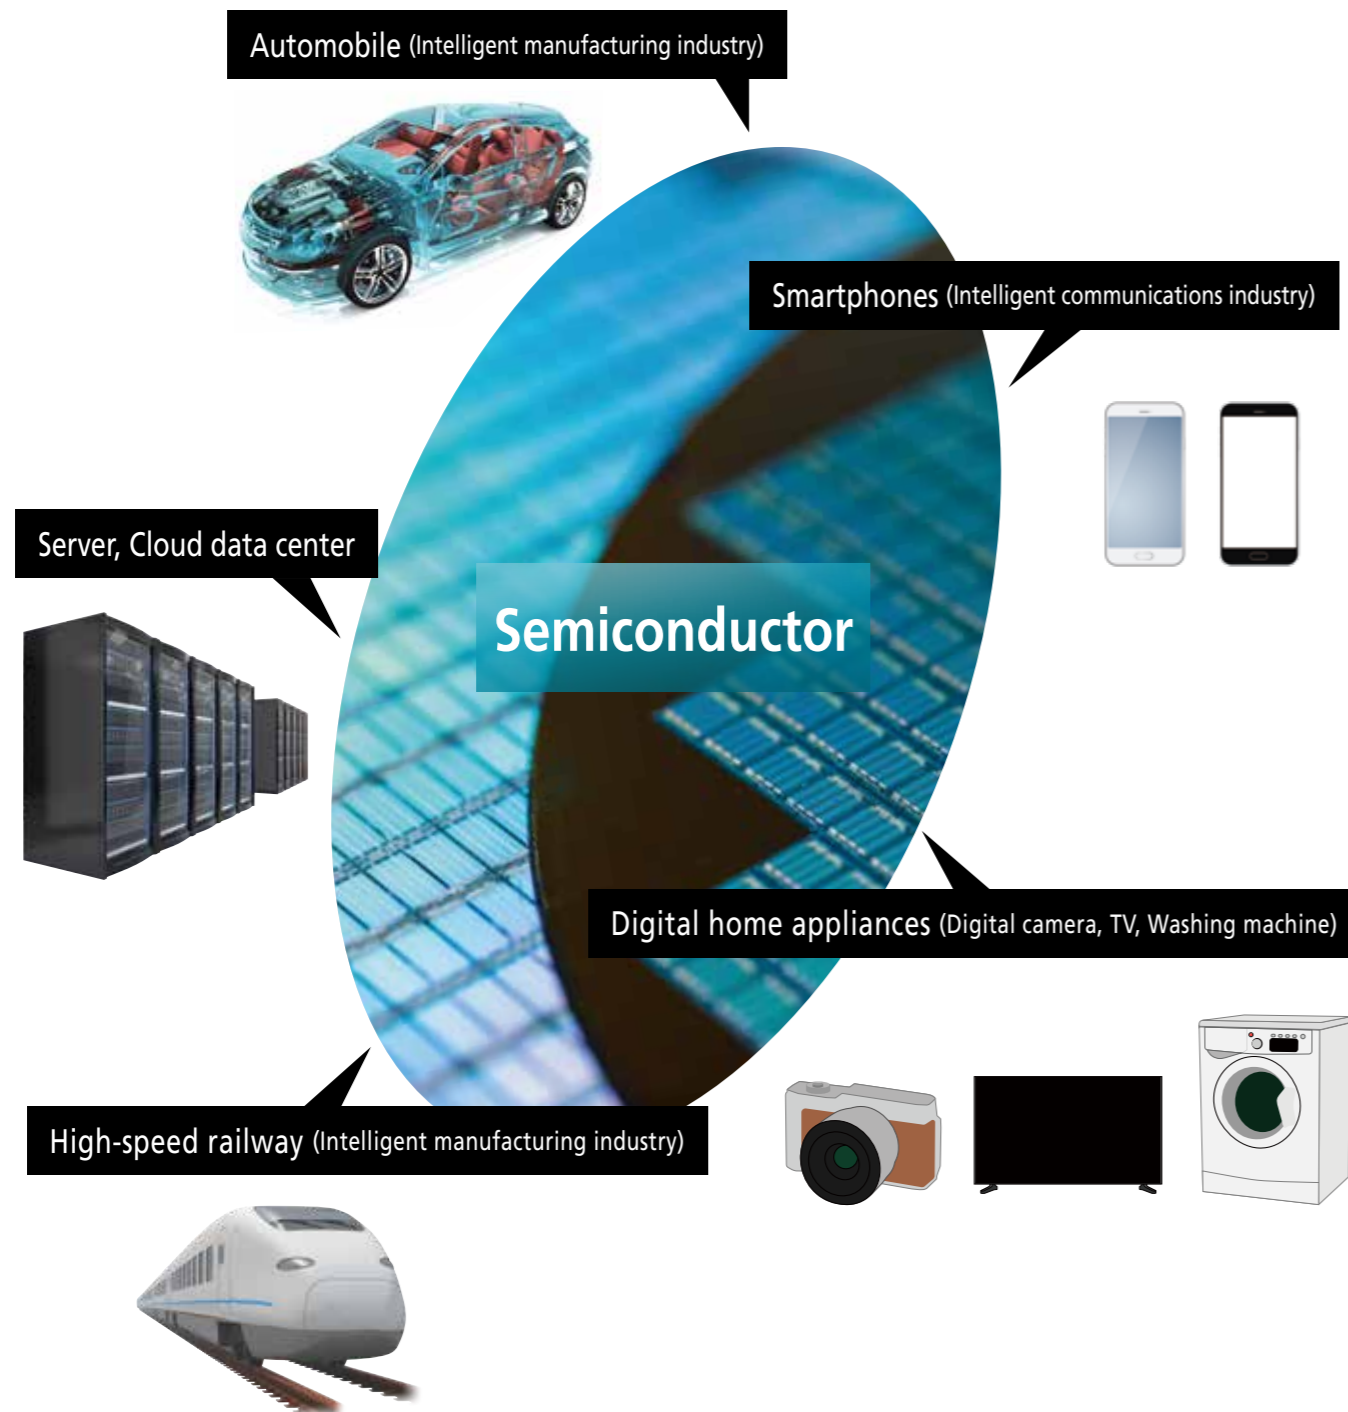 Automobile (Intelligent manufacturing industry)
Smartphones (Intelligent communications industry)
Server, Cloud data center
Semiconductor
Digital home appliances (Digital camera, TV, Washing machine)
High-speed railway (Intelligent manufacturing industry)